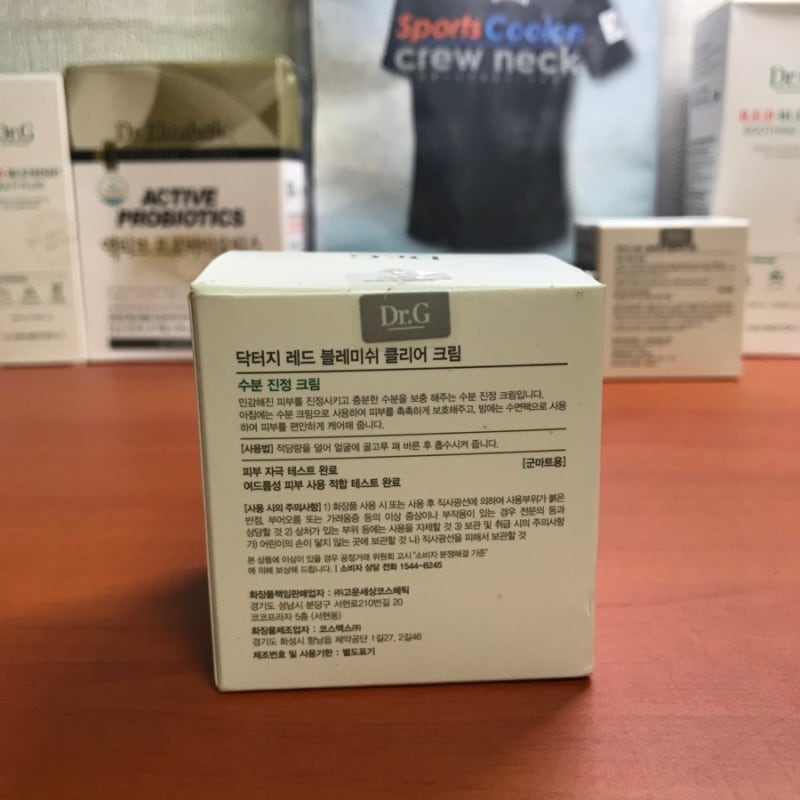 Sports Coolon
crew neck
Dr.G
Dr.Elizabeth's
ACTIVE
PROBIOTICS
액티브 프로바이오틱스
Dr.G
RED BLEMISH
SOOTHING
Dr.G
Dr.G
닥터지 레드 블레미쉬 클리어 크림
수분 진정 크림
민감해진 피부를 진정시키고 충분한 수분을 보충 해주는 수분 진정 크림입니다.
아침에는 수분 크림으로 사용하여 피부를 촉촉하게 보호해주고, 밤에는 수면팩으로 사용
하여 피부를 편안하게 케어해 줍니다.
[사용법] 적당량을 덜어 얼굴에 골고루 펴 바른 후 흡수시켜 줍니다.
피부 자극 테스트 완료 [군마트용]
여드름성 피부 사용 적합 테스트 완료
[사용 시의 주의사항] 1) 화장품 사용 시 또는 사용 후 직사광선에 의하여 사용부위가 붉은
반점, 부어오름 또는 가려움증 등의 이상 증상이나 부작용이 있는 경우 전문의 등과
상담할 것 2) 상처가 있는 부위 등에는 사용을 자제할 것 3) 보관 및 취급 시의 주의사항
가) 어린이의 손이 닿지 않는 곳에 보관할 것 나) 직사광선을 피해서 보관할 것
본 상품에 이상이 있을 경우 공정거래 위원회 고시 "소비자 분쟁해결 기준"
에 의해 보상해 드립니다. | 소비자 상담 전화 1544-6245
화장품책임판매업자 : ㈜고운세상코스메틱
경기도 성남시 분당구 서현로210번길 20
코코프라자 5층 (서현동)
화장품제조업자 : 코스맥스㈜
경기도 화성시 향남읍 제약공단 1길27, 2길46
제조번호 및 사용기한 : 별도표기